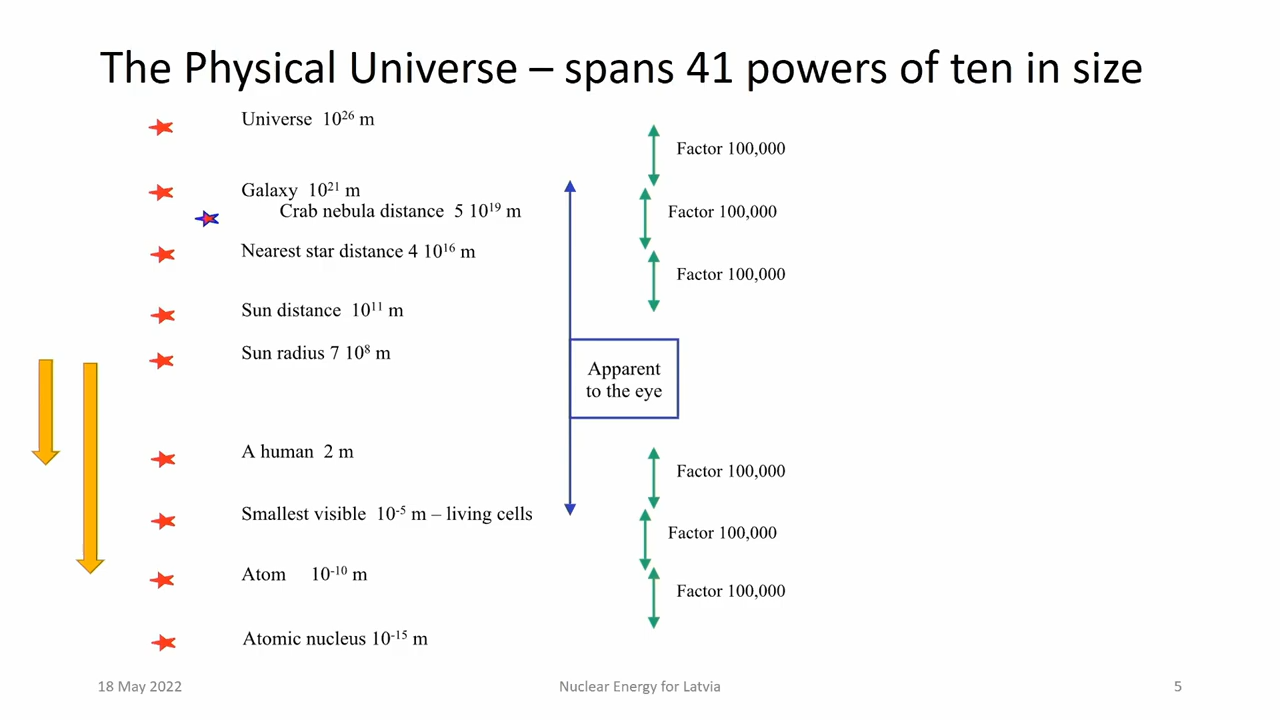 The Physical Universe – spans 41 powers of ten in size
Universe 10²⁶ m
Factor 100,000
Galaxy 10²¹ m
Crab nebula distance 5 10¹⁹ m
Factor 100,000
Nearest star distance 4 10¹⁶ m
Factor 100,000
Sun distance 10¹¹ m
Sun radius 7 10⁸ m
Apparent
to the eye
A human 2 m
Factor 100,000
Smallest visible 10⁻⁵ m – living cells
Factor 100,000
Atom 10⁻¹⁰ m
Factor 100,000
Atomic nucleus 10⁻¹⁵ m
18 May 2022
Nuclear Energy for Latvia
5